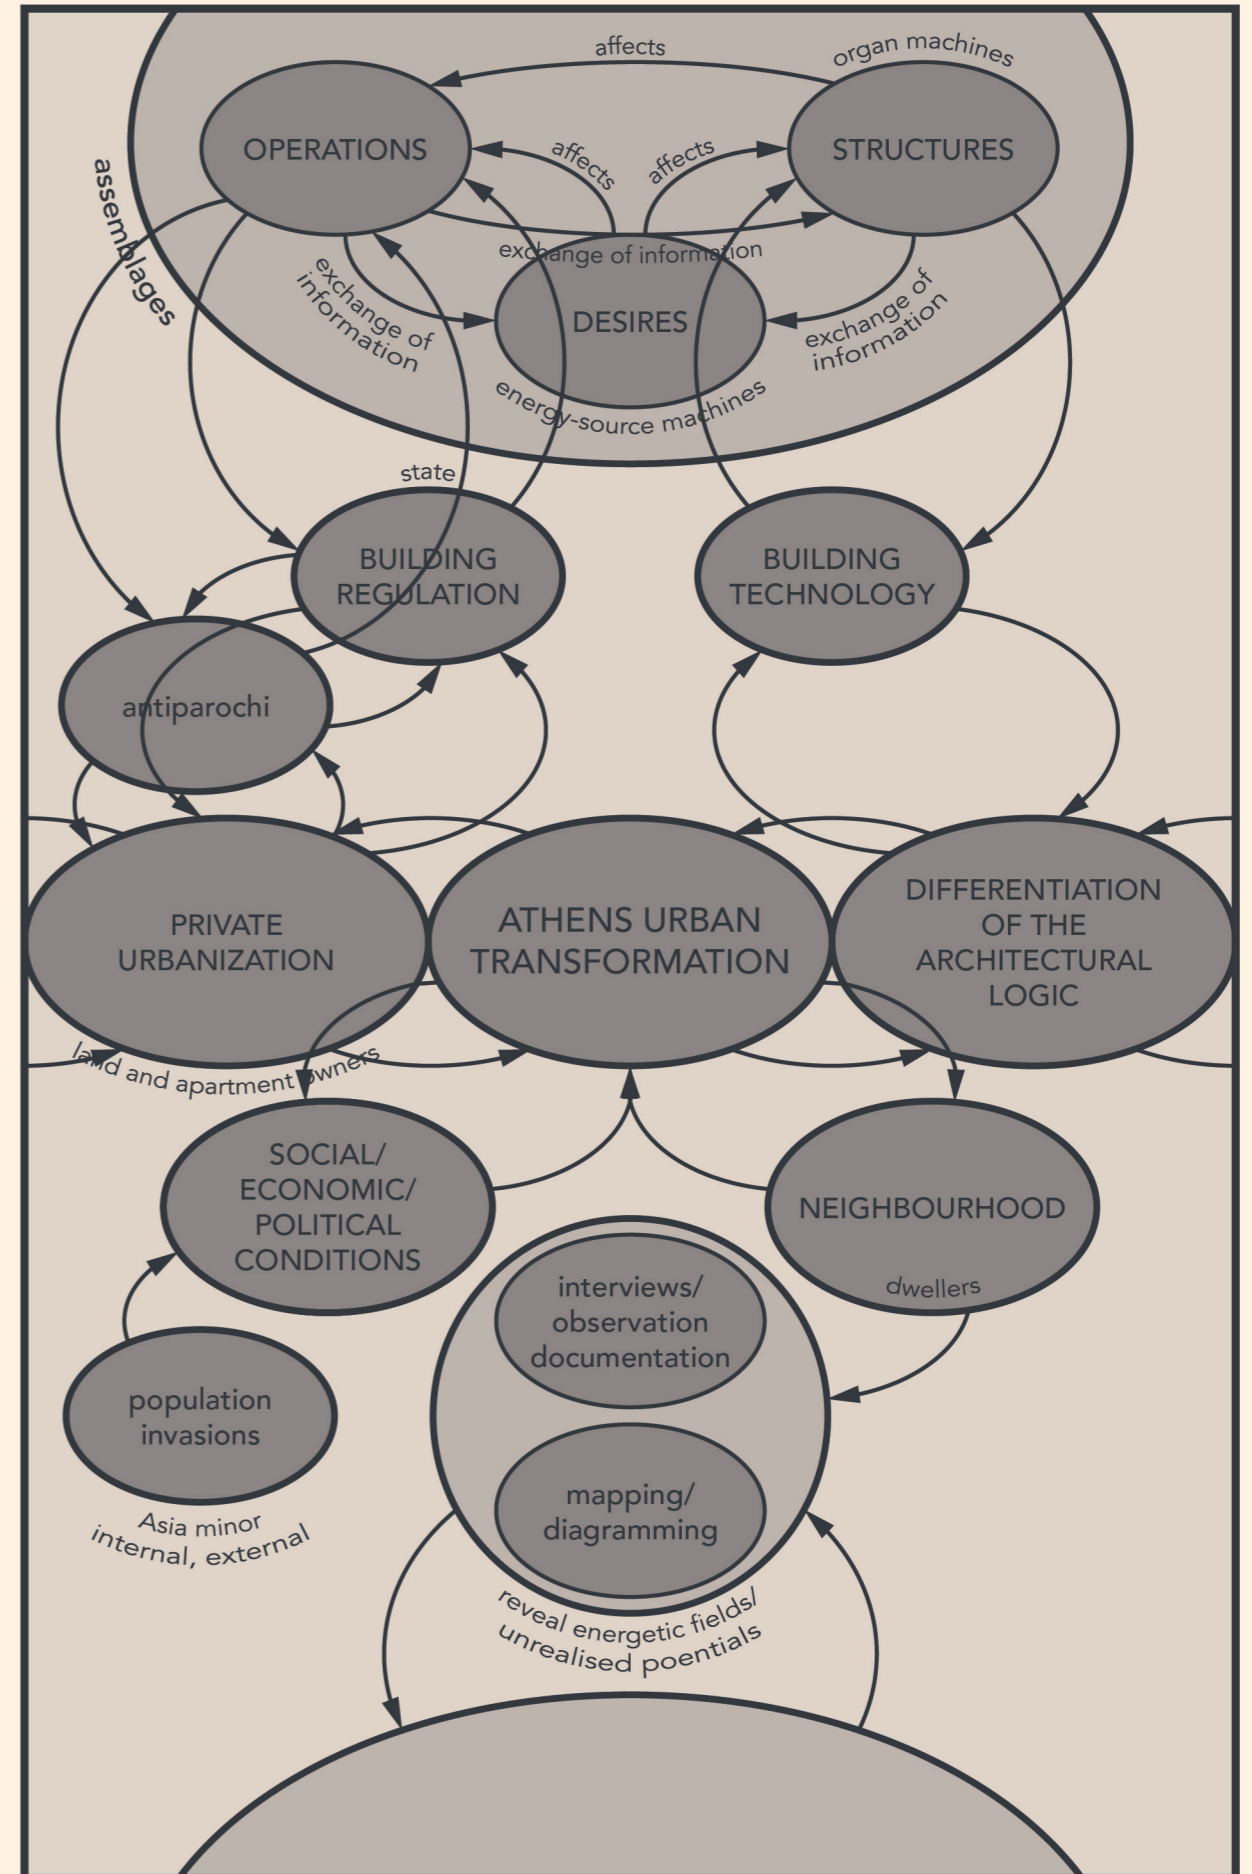 affects
organ machines
OPERATIONS
affects
affects
STRUCTURES
assemblages
exchange of information
exchange of
information
DESIRES
exchange of
information
energy-source machines
state
BUILDING
REGULATION
BUILDING
TECHNOLOGY
antiparochi
PRIVATE
URBANIZATION
ATHENS URBAN
TRANSFORMATION
DIFFERENTIATION
OF THE
ARCHITECTURAL
LOGIC
land and apartment owners
SOCIAL/
ECONOMIC/
POLITICAL
CONDITIONS
NEIGHBOURHOOD
dwellers
interviews/
observation
documentation
population
invasions
mapping/
diagramming
Asia minor
internal, external
reveal energetic fields/
unrealised poentials